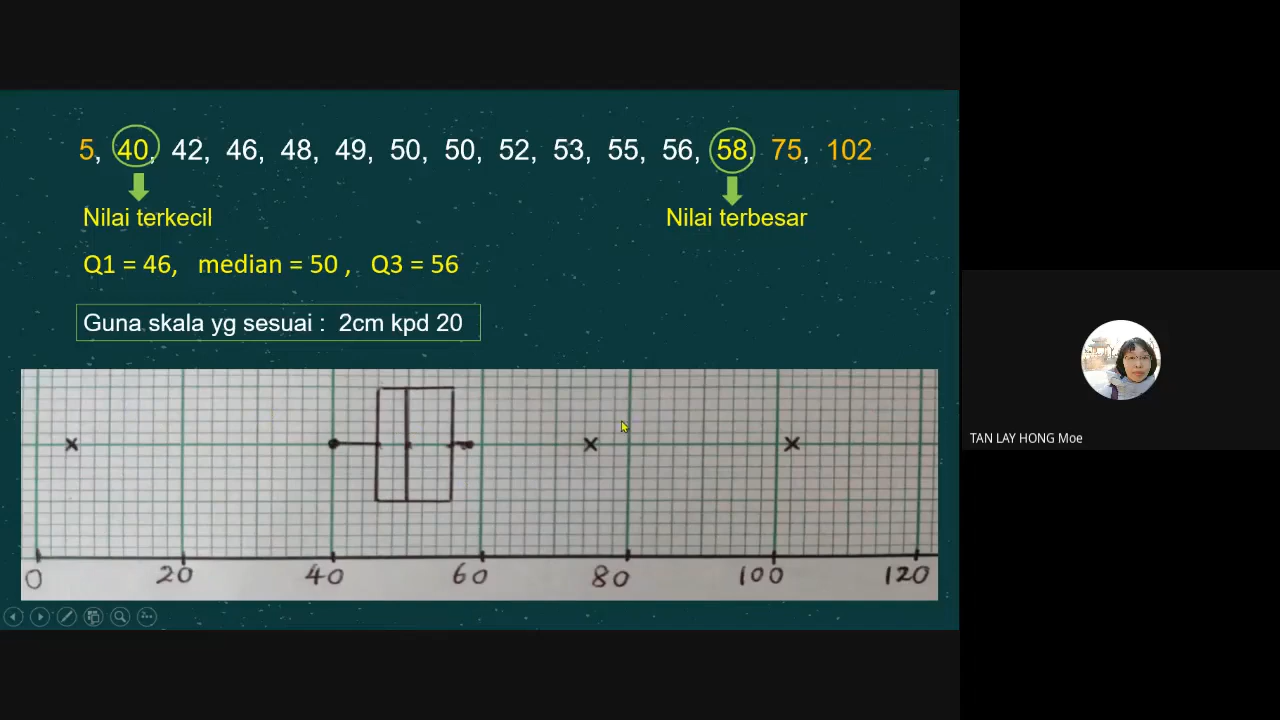 5, 40, 42, 46, 48, 49, 50, 50, 52, 53, 55, 56, 58, 75, 102
Nilai terkecil
Nilai terbesar
Q1 = 46, median = 50 , Q3 = 56
Guna skala yg sesuai : 2cm kpd 20
0 20 40 60 80 100 120
TAN LAY HONG Moe